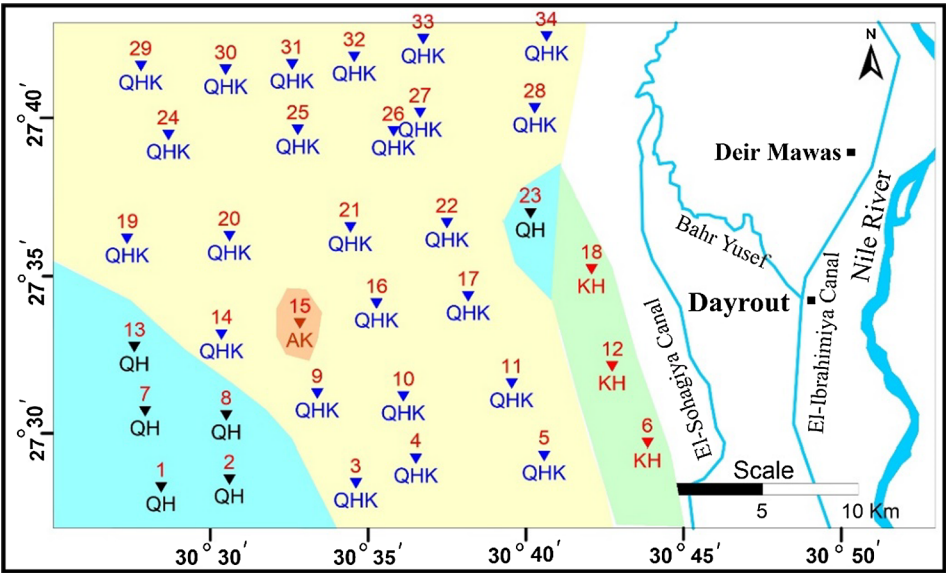 33
34
N
29
30
31
32
QHK
QHK
QHK
QHK
QHK
QHK
27° 40′
24
25
26
27
28
QHK
QHK
QHK
QHK
QHK
Deir Mawas
19
20
21
22
23
QHK
QHK
QHK
QHK
QH
18
KH
Bahr Yusef
Nile River
27° 35′
13
14
15
16
17
QH
QHK
AK
QHK
QHK
Dayrout
El-Sohagiya Canal
El-Ibrahimiya Canal
12
KH
7
8
9
10
11
QH
QH
QHK
QHK
QHK
27° 30′
6
KH
1
2
3
4
5
QH
QH
QHK
QHK
QHK
Scale
5
10 Km
30° 30′
30° 35′
30° 40′
30° 45′
30° 50′